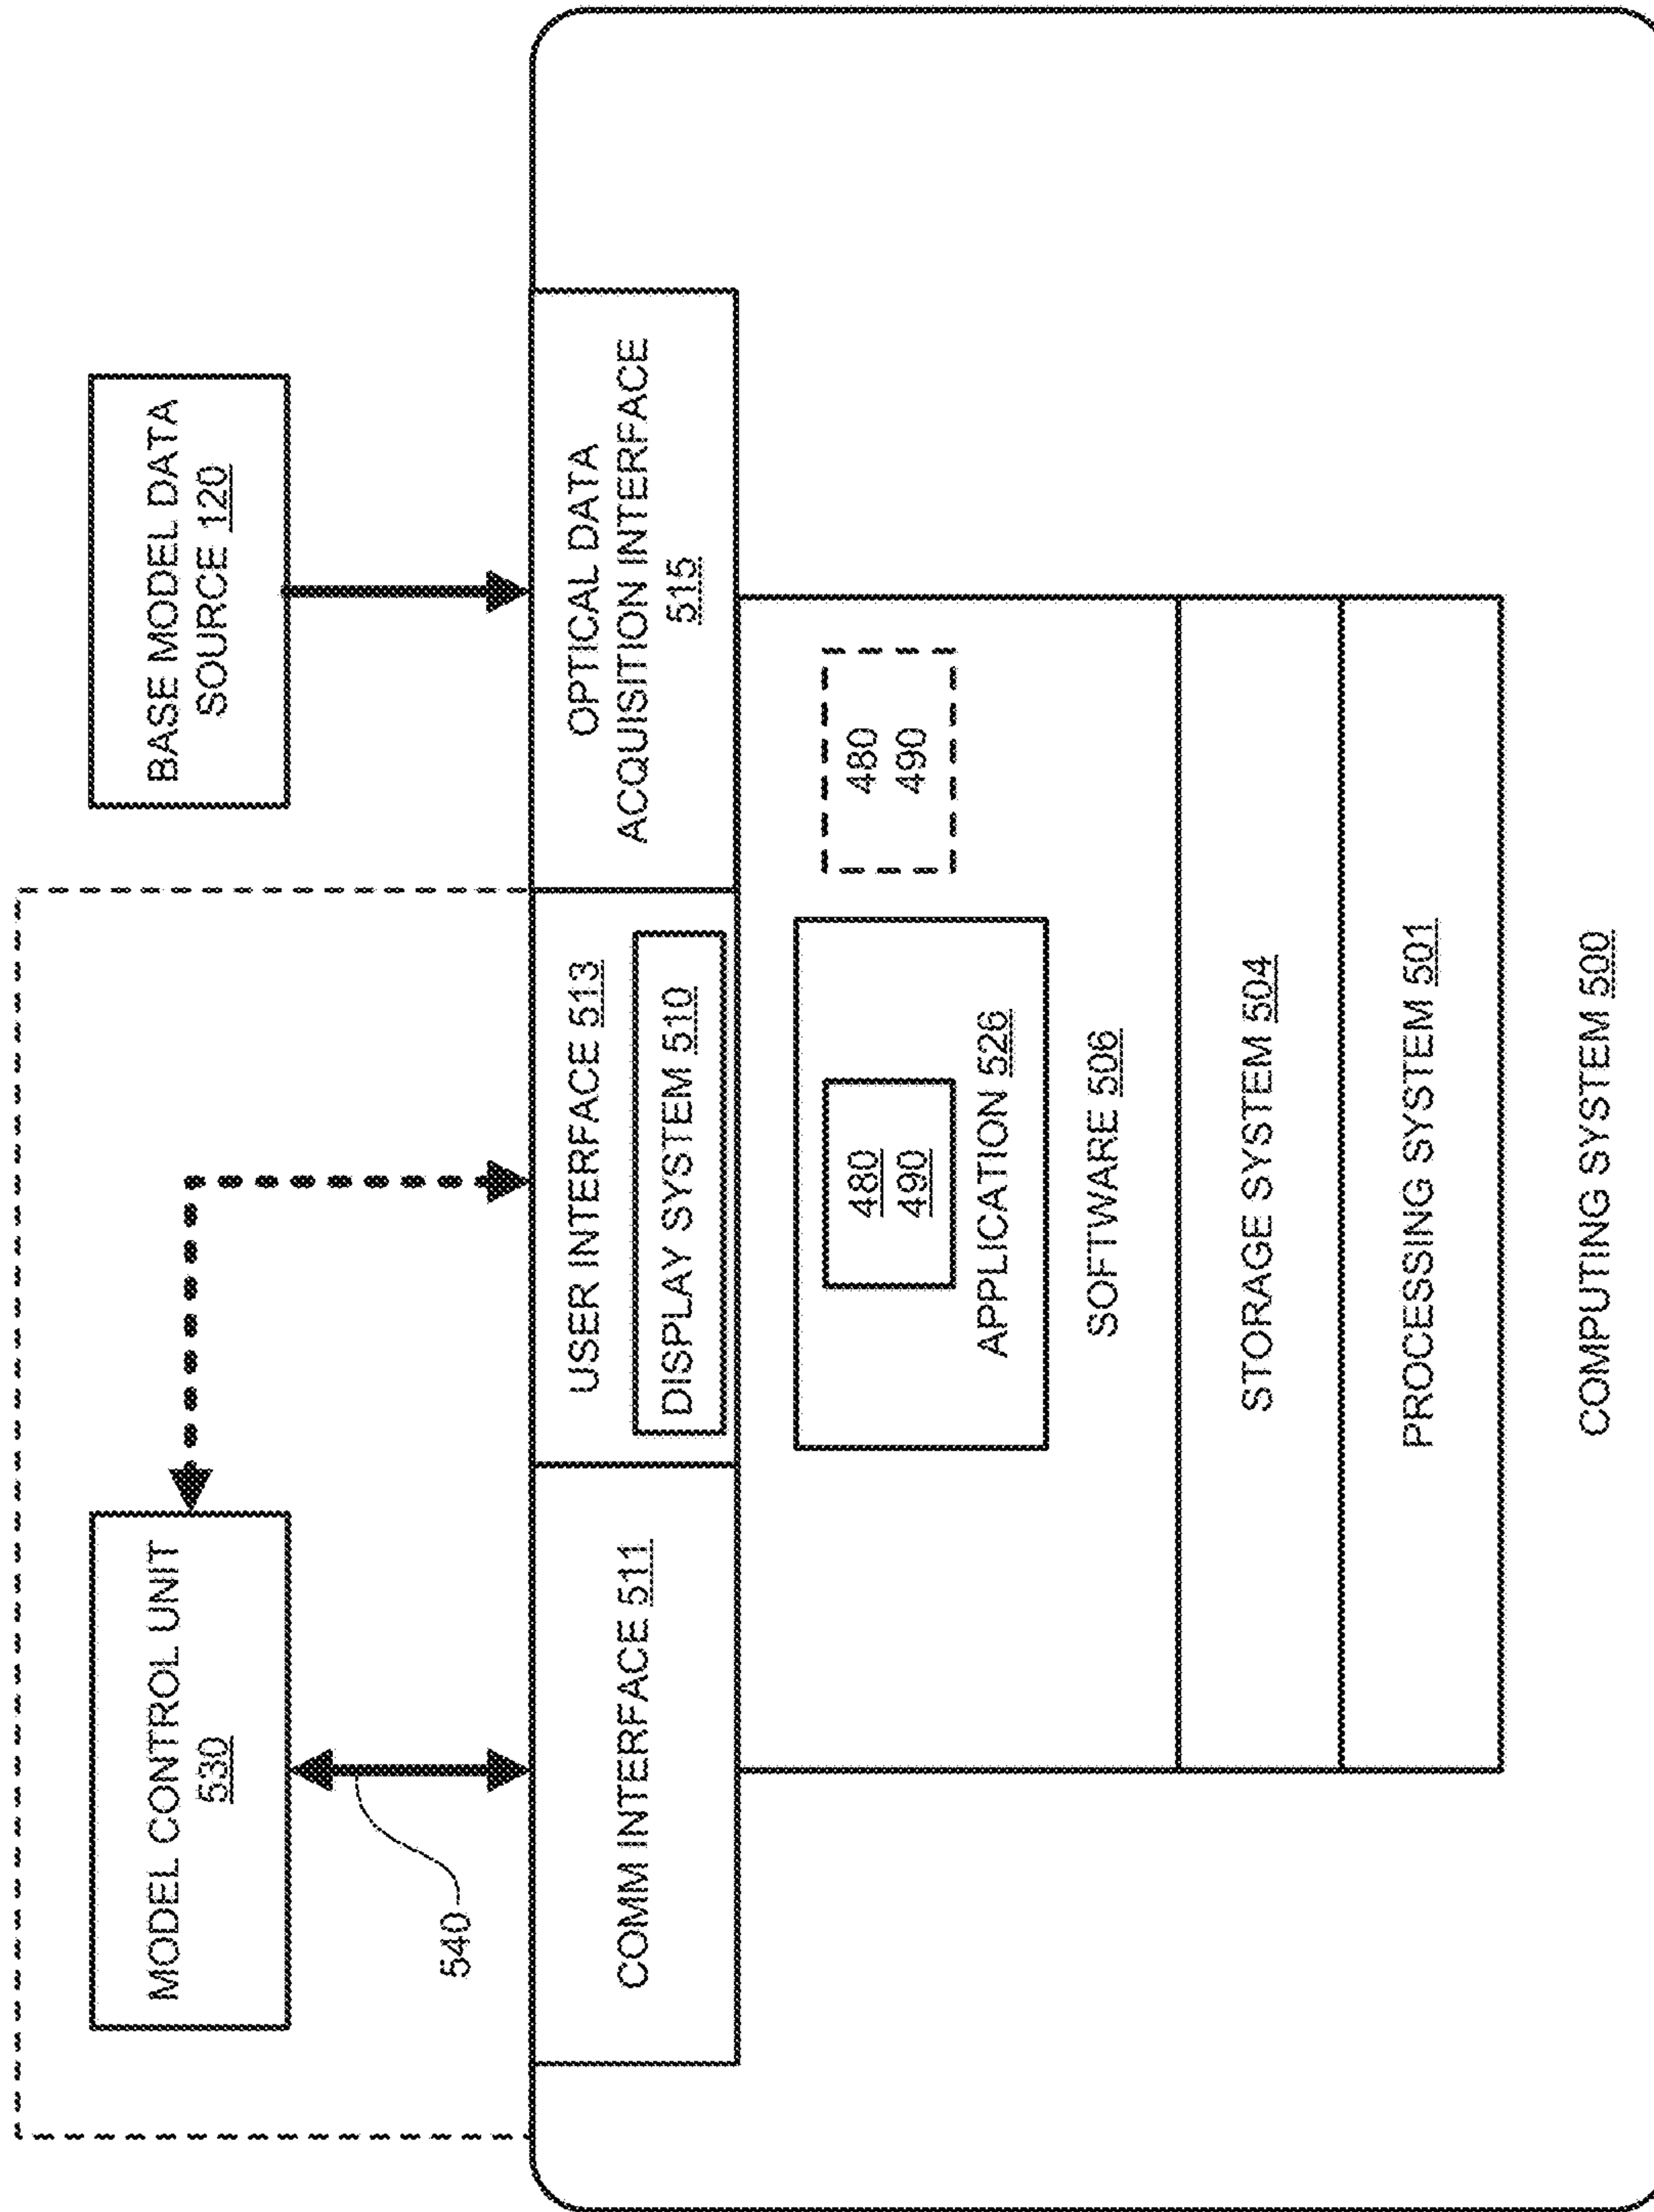 MODEL CONTROL UNIT
530
BASE MODEL DATA
SOURCE 120
540
COMM INTERFACE 511
USER INTERFACE 513
DISPLAY SYSTEM 510
OPTICAL DATA
ACQUISITION INTERFACE
515
480
490
480
490
APPLICATION 526
SOFTWARE 506
STORAGE SYSTEM 504
PROCESSING SYSTEM 501
COMPUTING SYSTEM 500